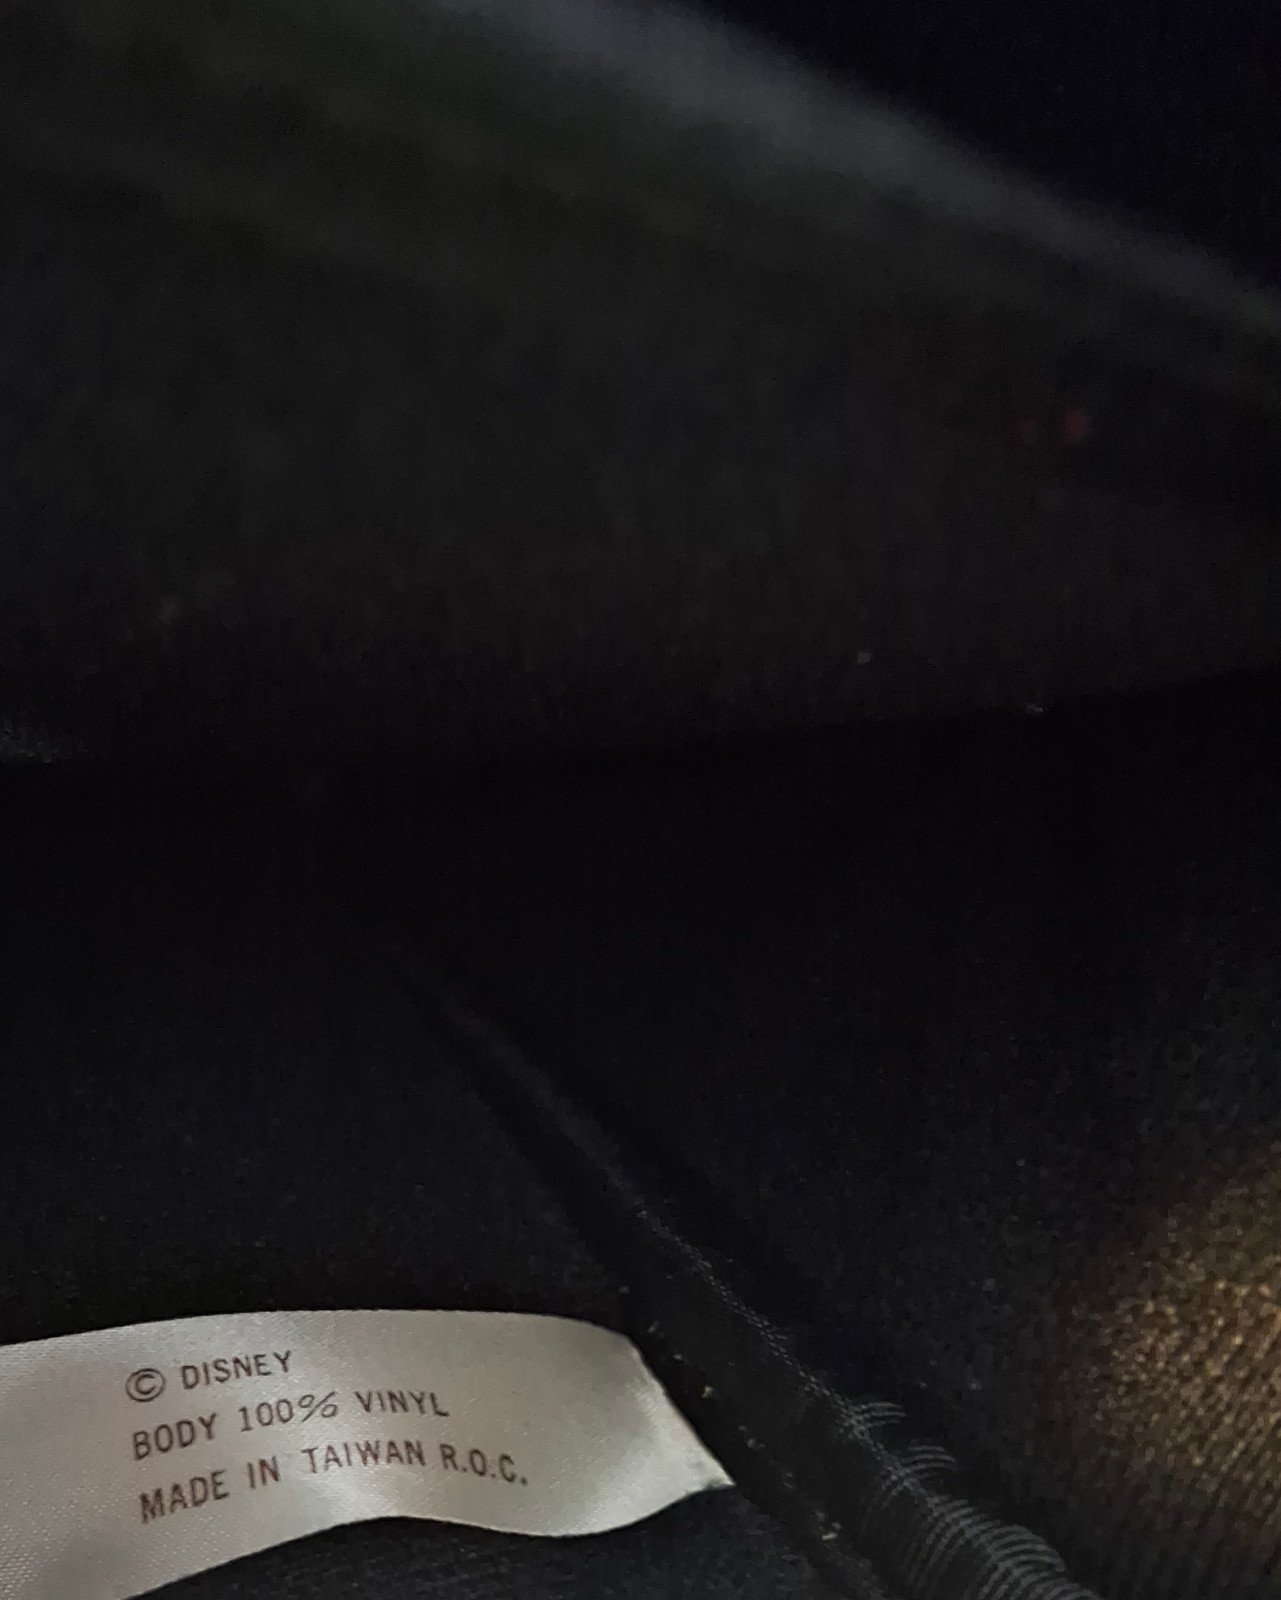 © DISNEY
BODY 100% VINYL
MADE IN TAIWAN R.O.C.